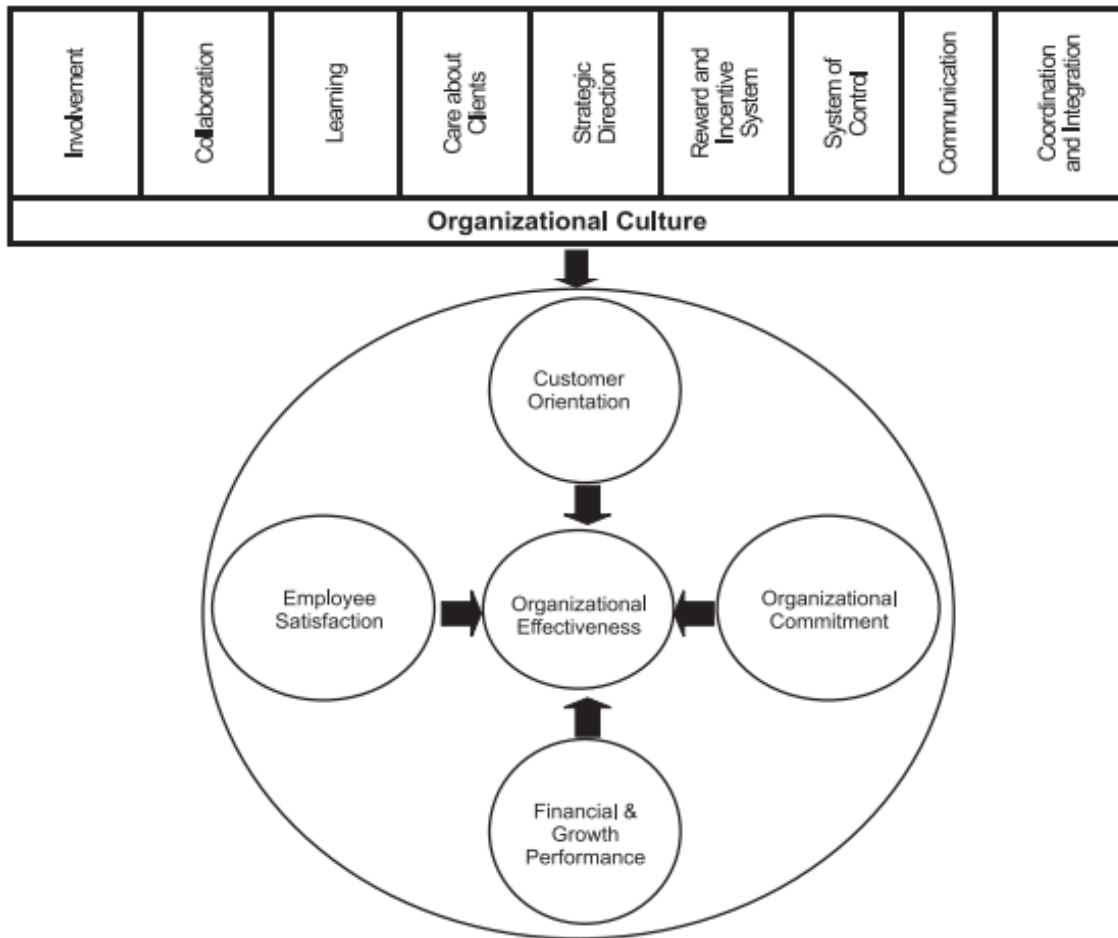 Involvement
Collaboration
Learning
Care about
Clients
Strategic
Direction
Reward and
Incentive
System
System of
Control
Communication
Coordination
and Integration
Organizational Culture
Customer
Orientation
Employee
Satisfaction
Organizational
Effectiveness
Organizational
Commitment
Financial &
Growth
Performance